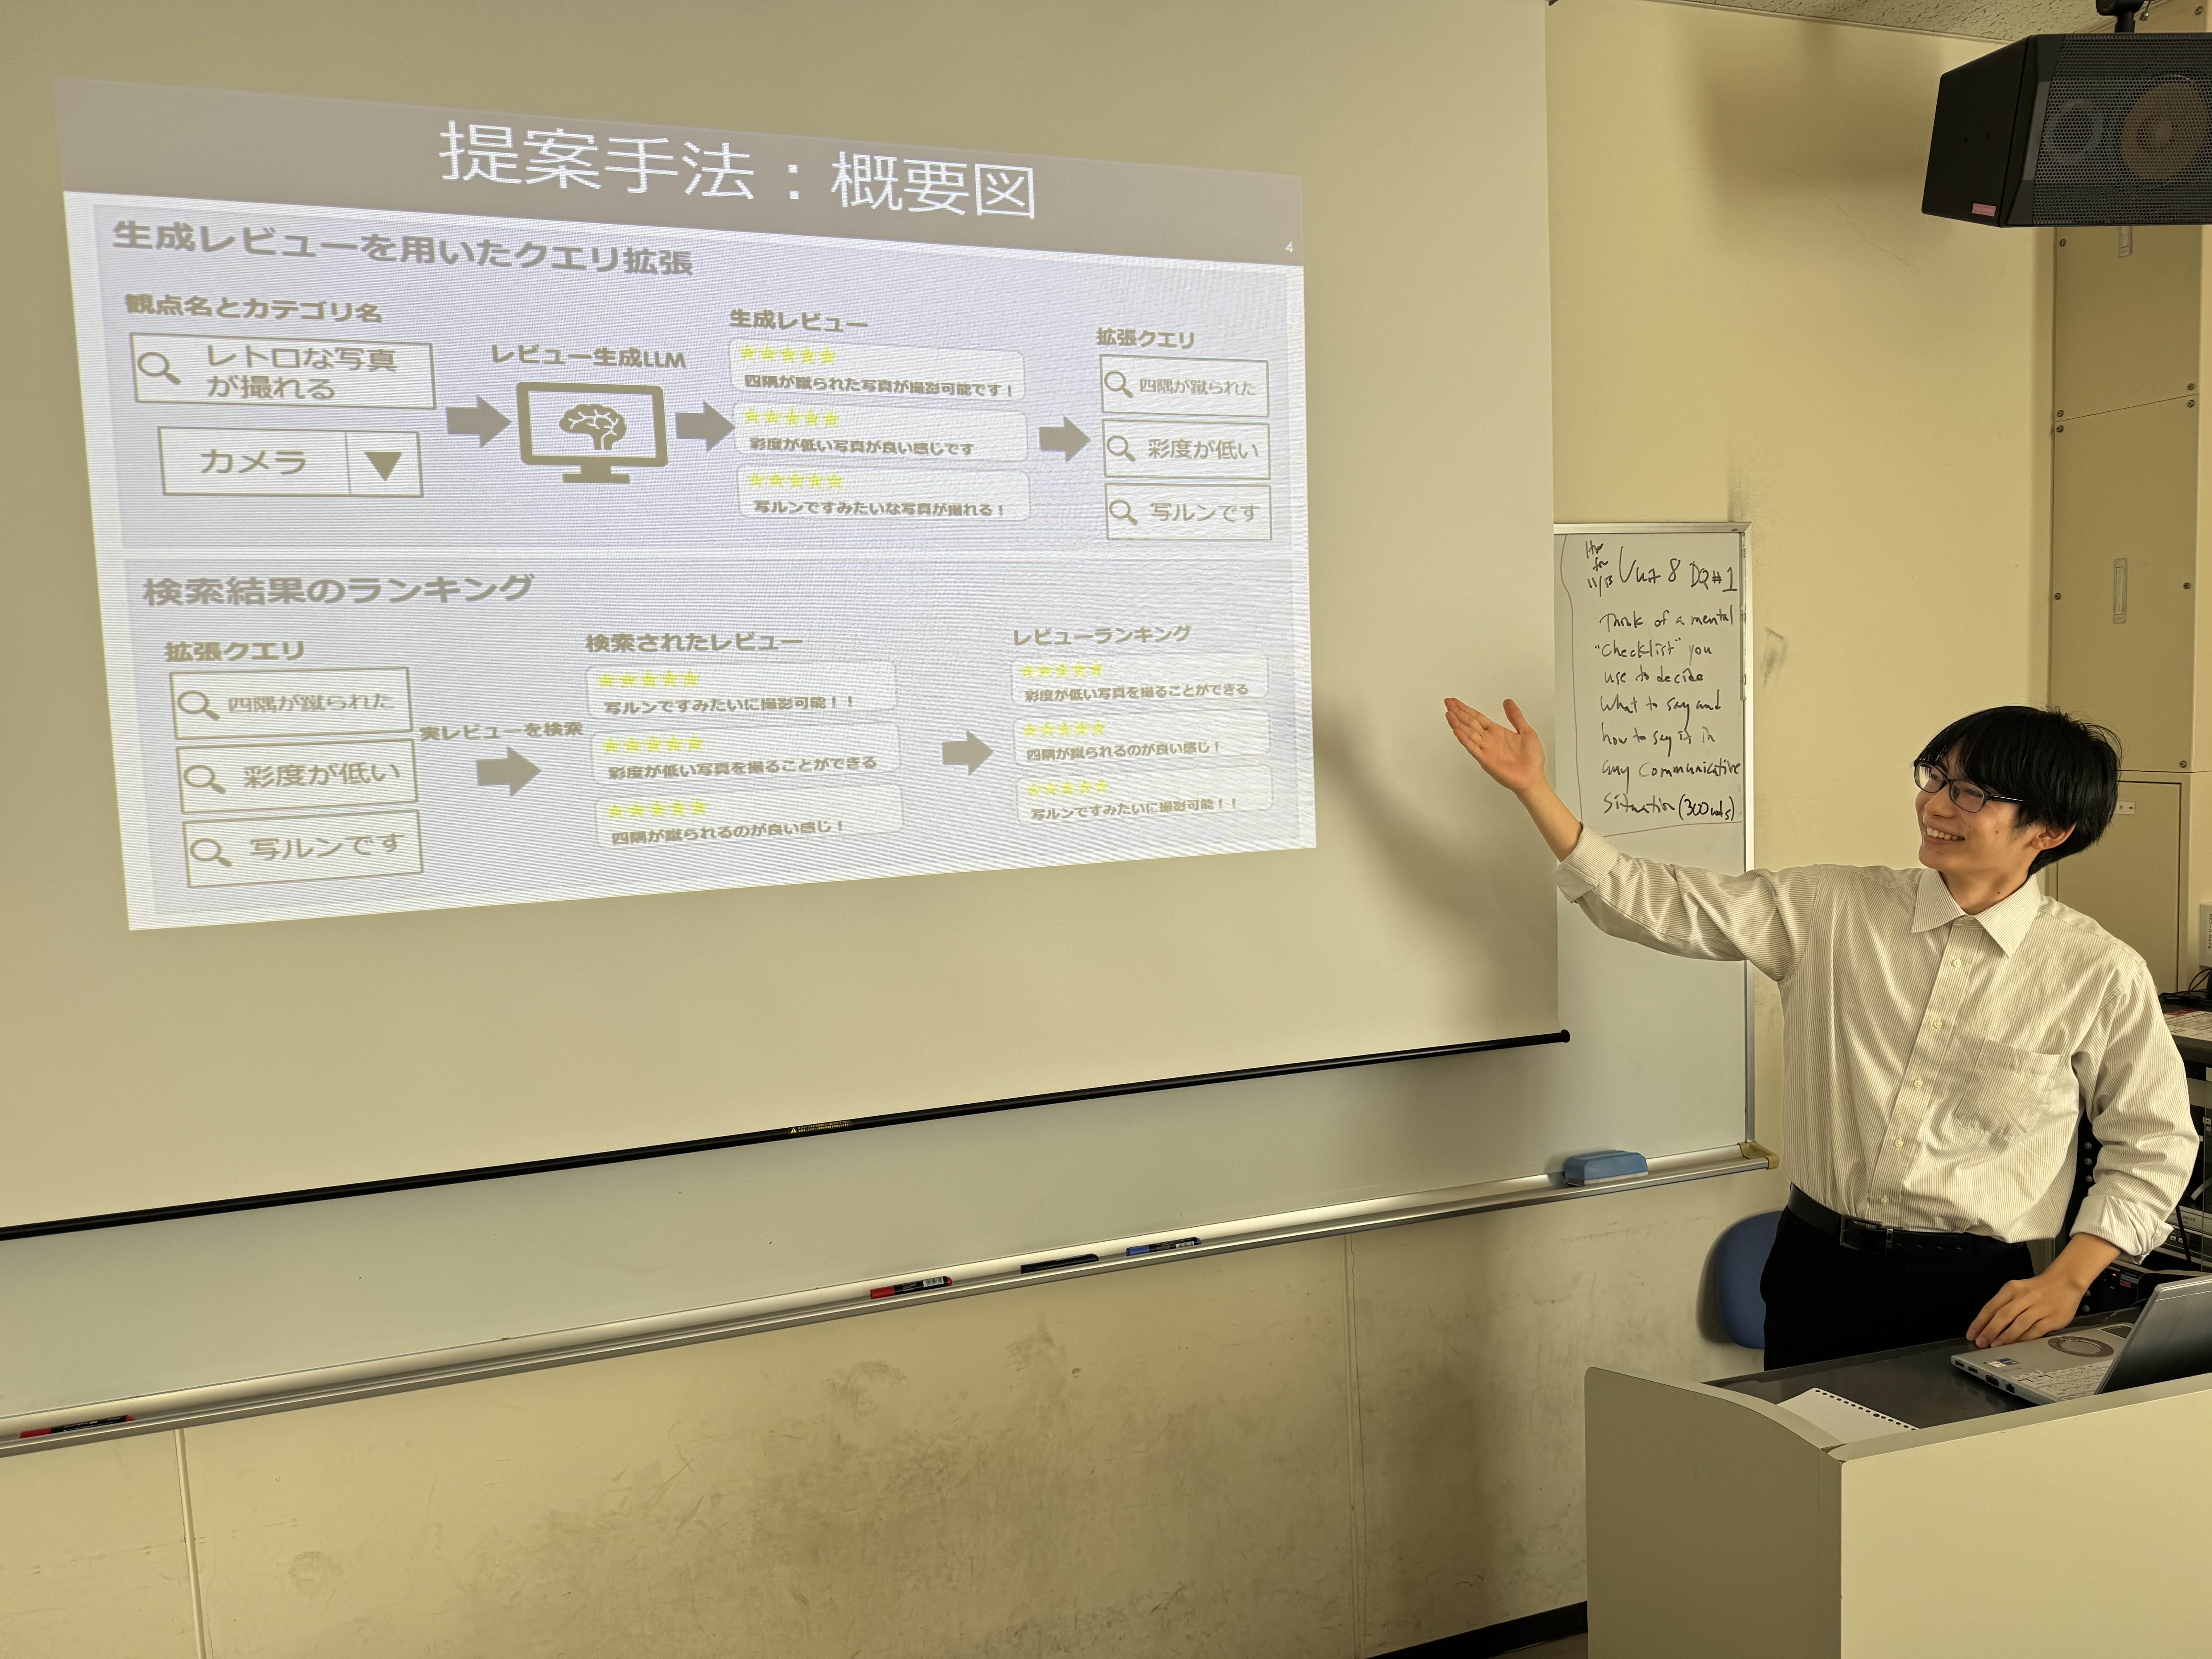 提案手法：概要図
4
生成レビューを用いたクエリ拡張
観点名とカテゴリ名
レトロな写真
が撮れる
カメラ
レビュー生成LLM
生成レビュー
★★★★★
四隅が蹴られた写真が撮影可能です！
★★★★★
彩度が低い写真が良い感じです
★★★★★
写ルンですみたいな写真が撮れる！
拡張クエリ
四隅が蹴られた
彩度が低い
写ルンです
検索結果のランキング
拡張クエリ
四隅が蹴られた
彩度が低い
写ルンです
実レビューを検索
検索されたレビュー
★★★★★
写ルンですみたいに撮影可能！！
★★★★★
彩度が低い写真を撮ることができる
★★★★★
四隅が蹴られるのが良い感じ！
レビューランキング
★★★★★
彩度が低い写真を撮ることができる
★★★★★
四隅が蹴られるのが良い感じ！
★★★★★
写ルンですみたいに撮影可能！！
for
11/13
Unit 8 DQ#1
Think of a mental
"checklist" you
use to decide
what to say and
how to say it in
any communicative
situation (300 wds)